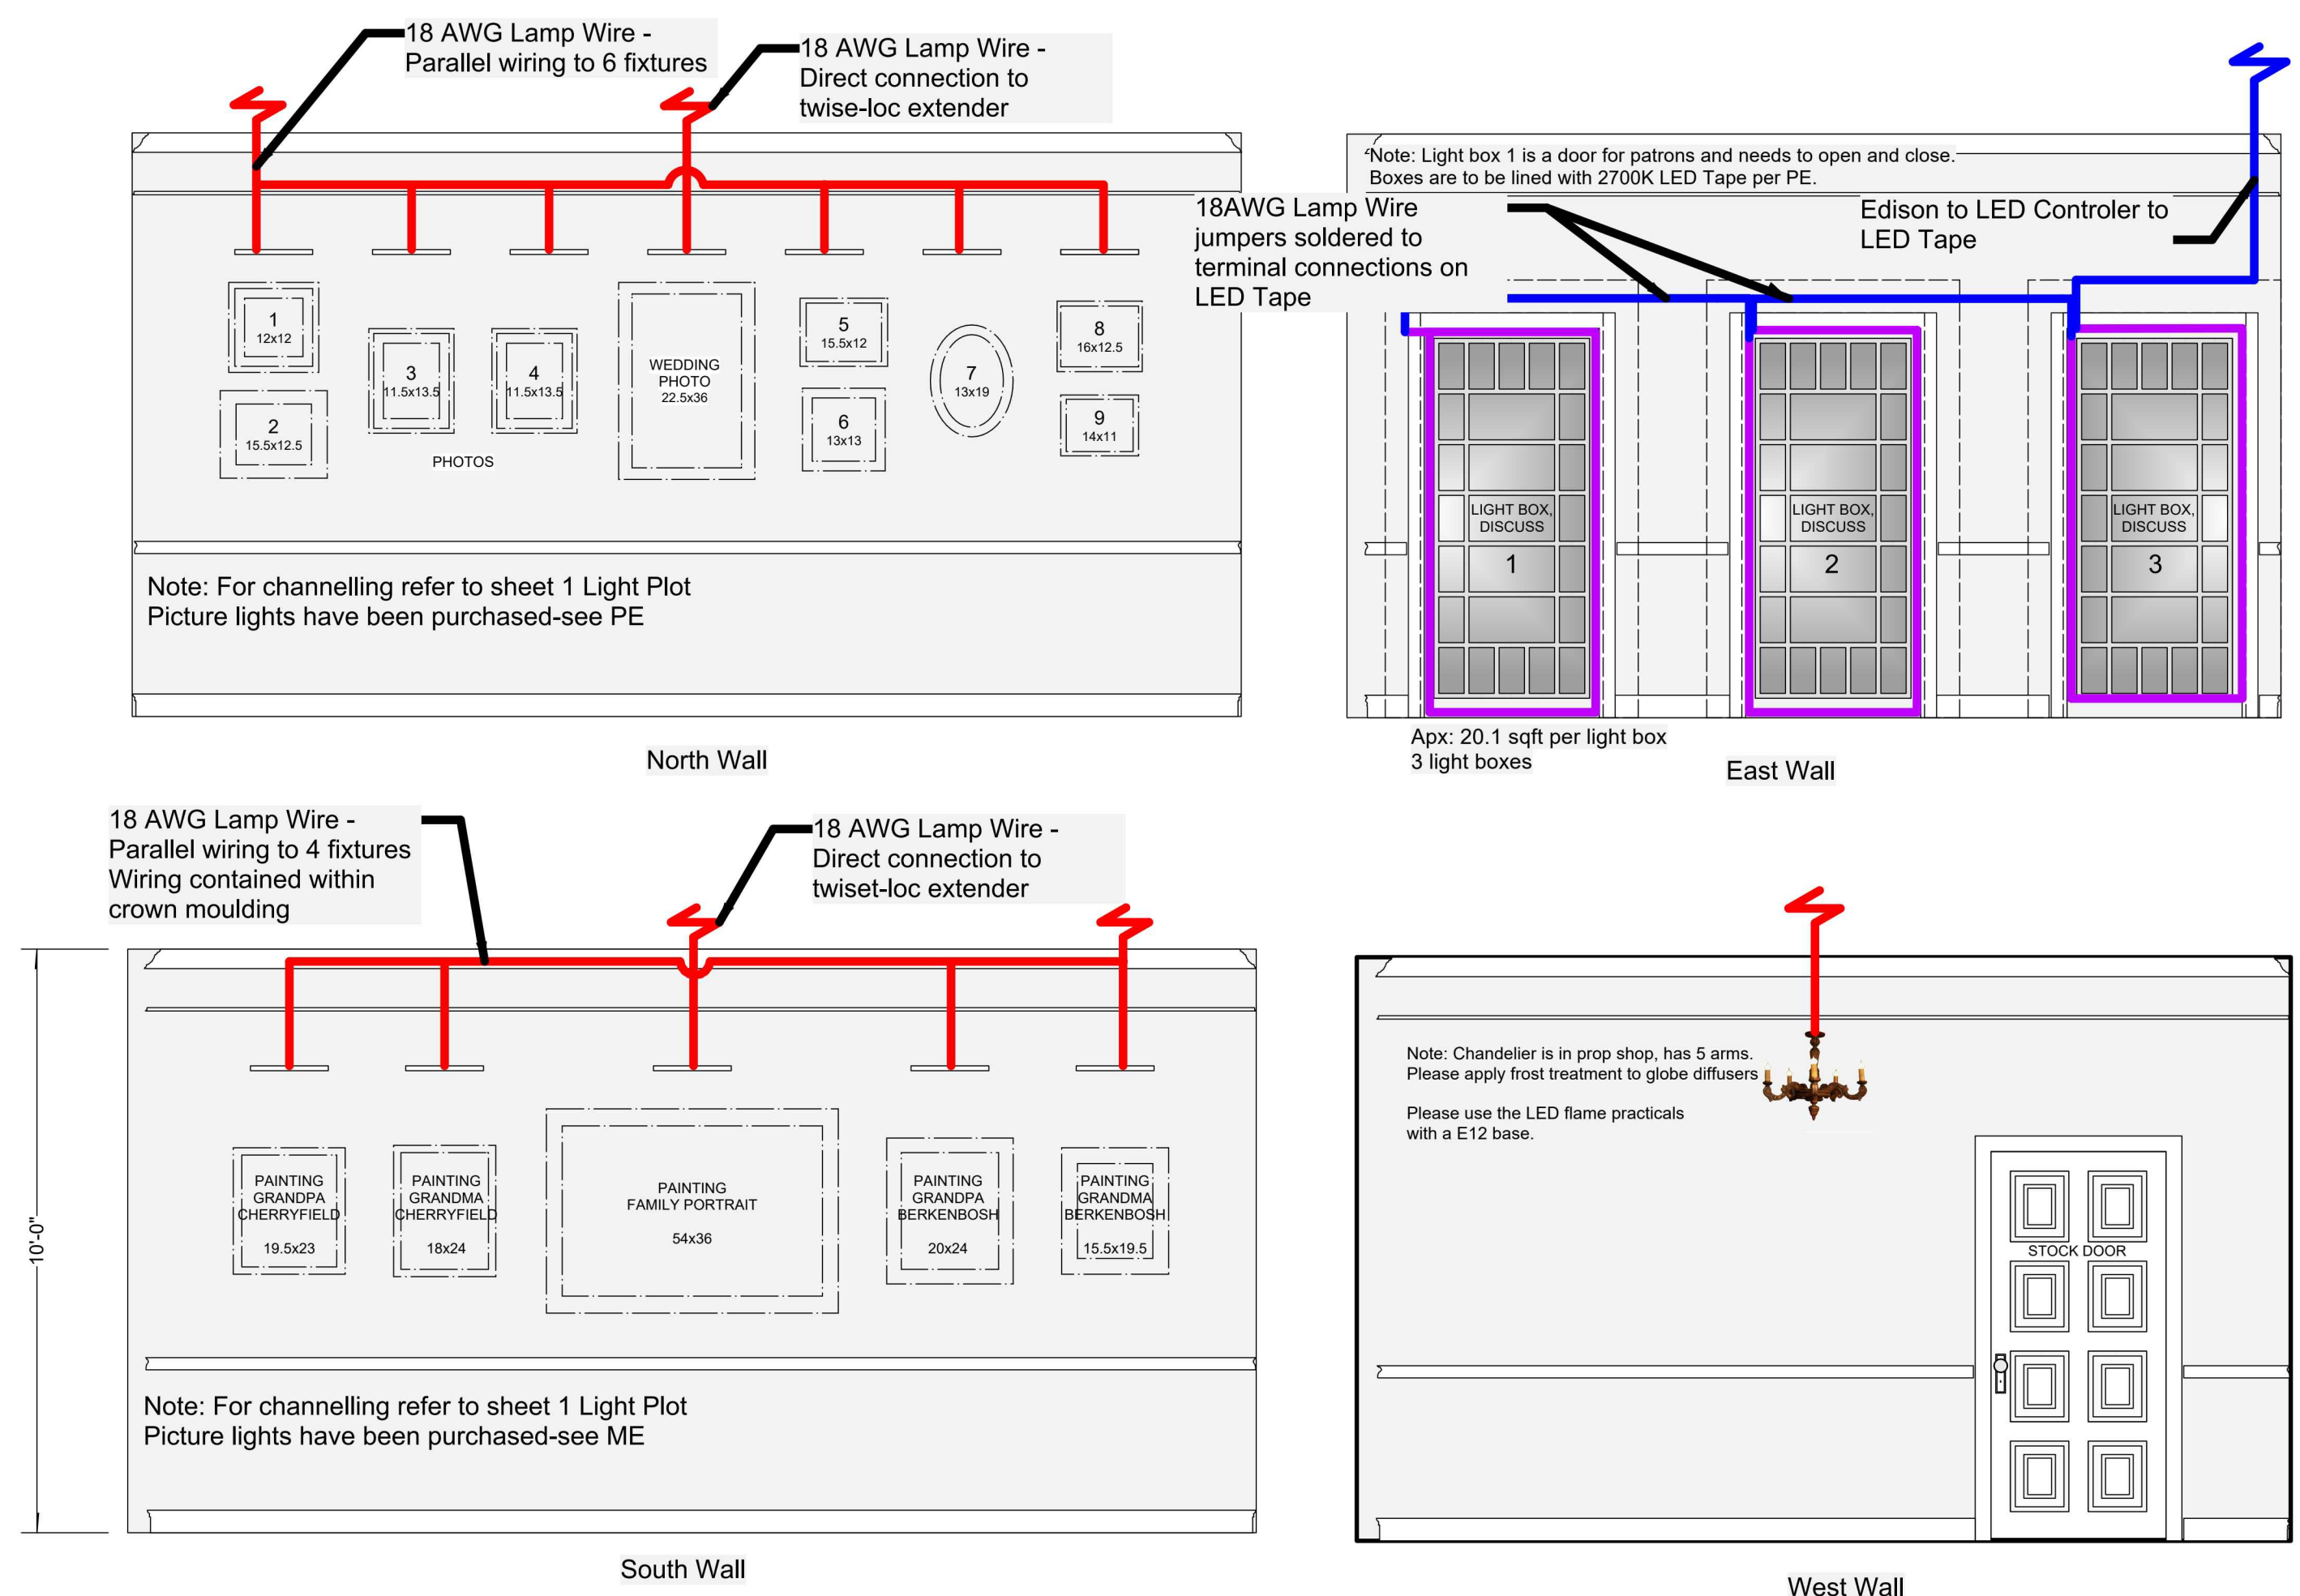 18 AWG Lamp Wire -
Parallel wiring to 6 fixtures
18 AWG Lamp Wire -
Direct connection to
twise-loc extender
1
12x12
2
15.5x12.5
3
11.5x13.5
4
11.5x13.5
PHOTOS
WEDDING
PHOTO
22.5x36
5
15.5x12
6
13x13
7
13x19
8
16x12.5
9
14x11
Note: For channelling refer to sheet 1 Light Plot
Picture lights have been purchased-see PE
North Wall
Note: Light box 1 is a door for patrons and needs to open and close.
Boxes are to be lined with 2700K LED Tape per PE.
18AWG Lamp Wire
jumpers soldered to
terminal connections on
LED Tape
Edison to LED Controler to
LED Tape
LIGHT BOX,
DISCUSS
1
LIGHT BOX,
DISCUSS
2
LIGHT BOX,
DISCUSS
3
Apx: 20.1 sqft per light box
3 light boxes
East Wall
18 AWG Lamp Wire -
Parallel wiring to 4 fixtures
Wiring contained within
crown moulding
18 AWG Lamp Wire -
Direct connection to
twiset-loc extender
10'-0"
PAINTING
GRANDPA
CHERRYFIELD
19.5x23
PAINTING
GRANDMA
CHERRYFIELD
18x24
PAINTING
FAMILY PORTRAIT
54x36
PAINTING
GRANDPA
BERKENBOSH
20x24
PAINTING
GRANDMA
BERKENBOSH
15.5x19.5
Note: For channelling refer to sheet 1 Light Plot
Picture lights have been purchased-see ME
South Wall
Note: Chandelier is in prop shop, has 5 arms.
Please apply frost treatment to globe diffusers
Please use the LED flame practicals
with a E12 base.
STOCK DOOR
West Wall